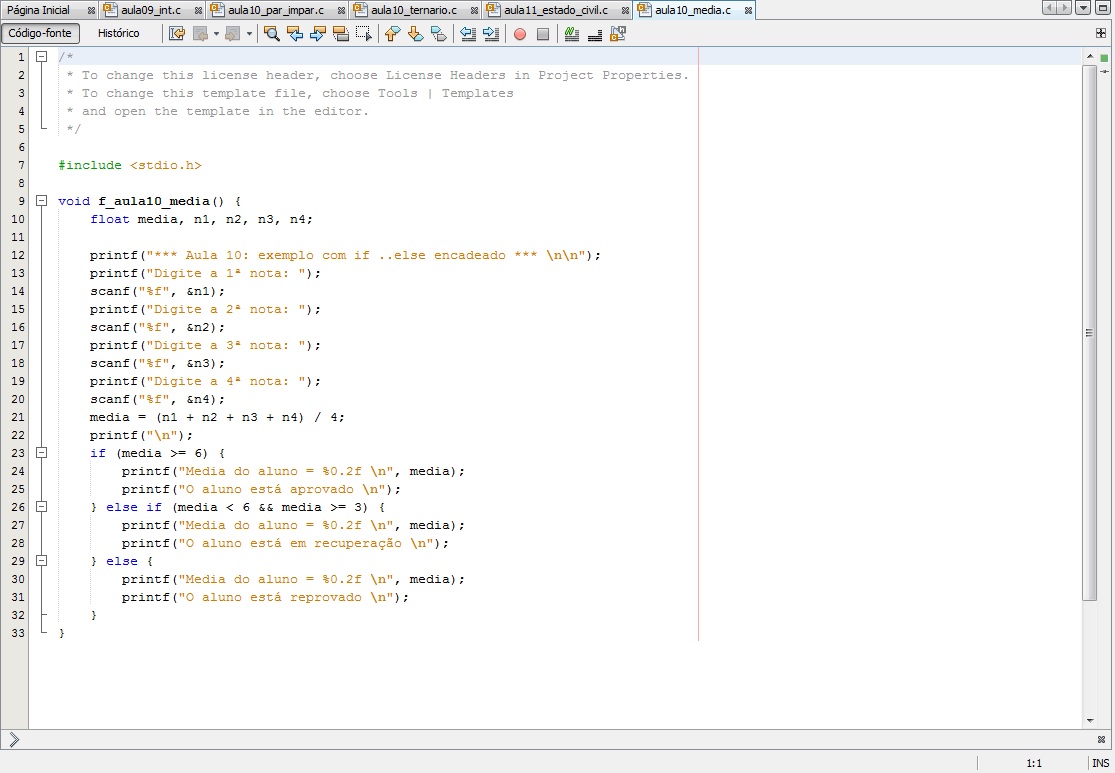 Página Inicial aula09_int.c aula10_par_impar.c aula10_ternario.c aula11_estado_civil.c aula10_media.c
Código-fonte Histórico
1 /*
2 * To change this license header, choose License Headers in Project Properties.
3 * To change this template file, choose Tools | Templates
4 * and open the template in the editor.
5 */
6
7 #include <stdio.h>
8
9 void f_aula10_media() {
10 float media, n1, n2, n3, n4;
11
12 printf("*** Aula 10: exemplo com if ..else encadeado *** \n\n");
13 printf("Digite a 1ª nota: ");
14 scanf("%f", &n1);
15 printf("Digite a 2ª nota: ");
16 scanf("%f", &n2);
17 printf("Digite a 3ª nota: ");
18 scanf("%f", &n3);
19 printf("Digite a 4ª nota: ");
20 scanf("%f", &n4);
21 media = (n1 + n2 + n3 + n4) / 4;
22 printf("\n");
23 if (media >= 6) {
24 printf("Media do aluno = %0.2f \n", media);
25 printf("O aluno está aprovado \n");
26 } else if (media < 6 && media >= 3) {
27 printf("Media do aluno = %0.2f \n", media);
28 printf("O aluno está em recuperação \n");
29 } else {
30 printf("Media do aluno = %0.2f \n", media);
31 printf("O aluno está reprovado \n");
32 }
33 }
1:1 INS